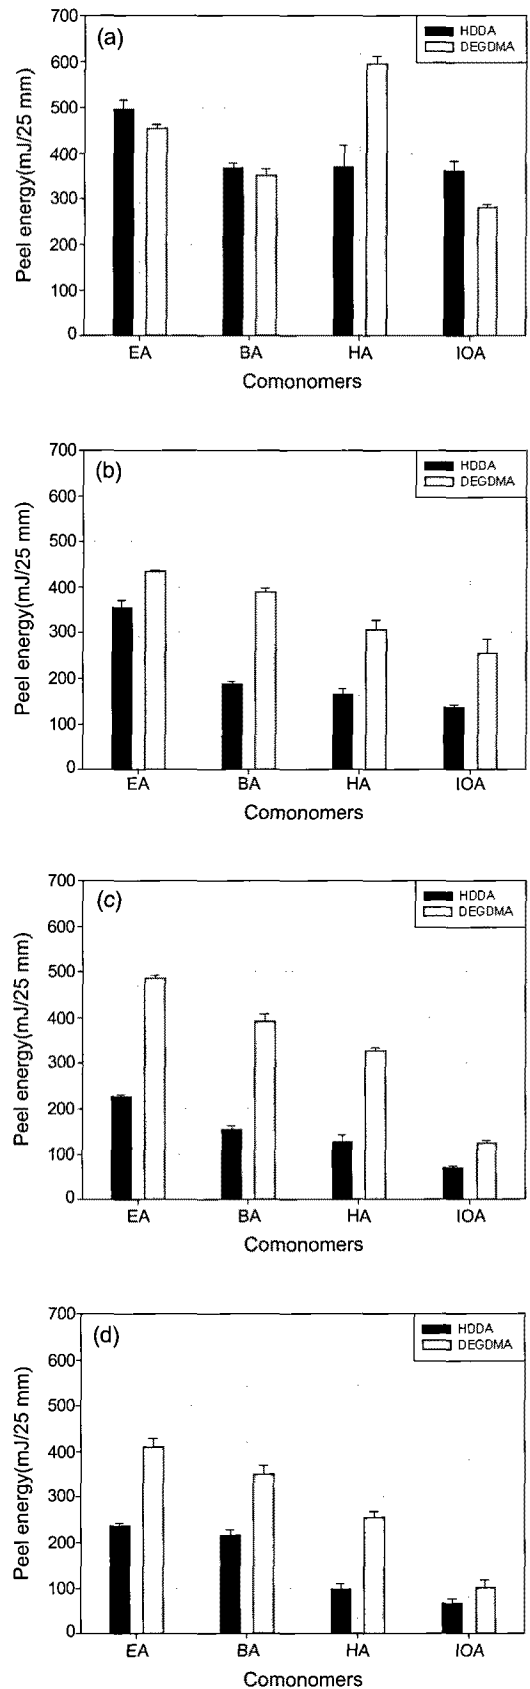 (a)
HDDA
DEGDMA
700
600
500
400
300
200
100
0
Peel energy(mJ/25 mm)
EA BA HA IOA
Comonomers
(b)
HDDA
DEGDMA
700
600
500
400
300
200
100
0
Peel energy(mJ/25 mm)
EA BA HA IOA
Comonomers
(c)
HDDA
DEGDMA
700
600
500
400
300
200
100
0
Peel energy(mJ/25 mm)
EA BA HA IOA
Comonomers
(d)
HDDA
DEGDMA
700
600
500
400
300
200
100
0
Peel energy(mJ/25 mm)
EA BA HA IOA
Comonomers